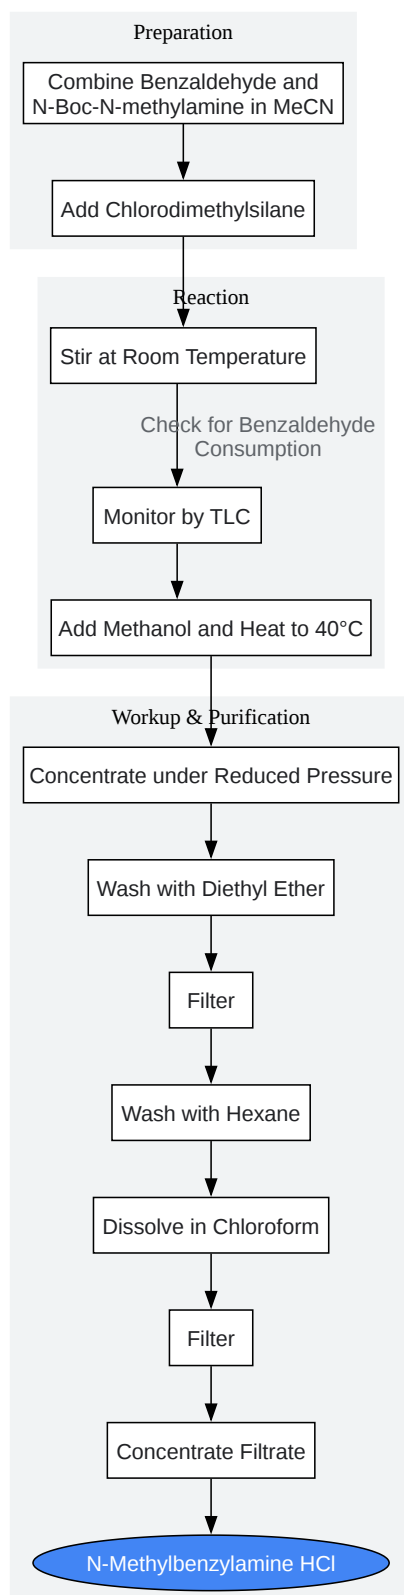 Preparation
Combine Benzaldehyde and
N-Boc-N-methylamine in MeCN
Add Chlorodimethylsilane
Reaction
Stir at Room Temperature
Check for Benzaldehyde
Consumption
Monitor by TLC
Add Methanol and Heat to 40°C
Workup & Purification
Concentrate under Reduced Pressure
Wash with Diethyl Ether
Filter
Wash with Hexane
Dissolve in Chloroform
Filter
Concentrate Filtrate
N-Methylbenzylamine HCl